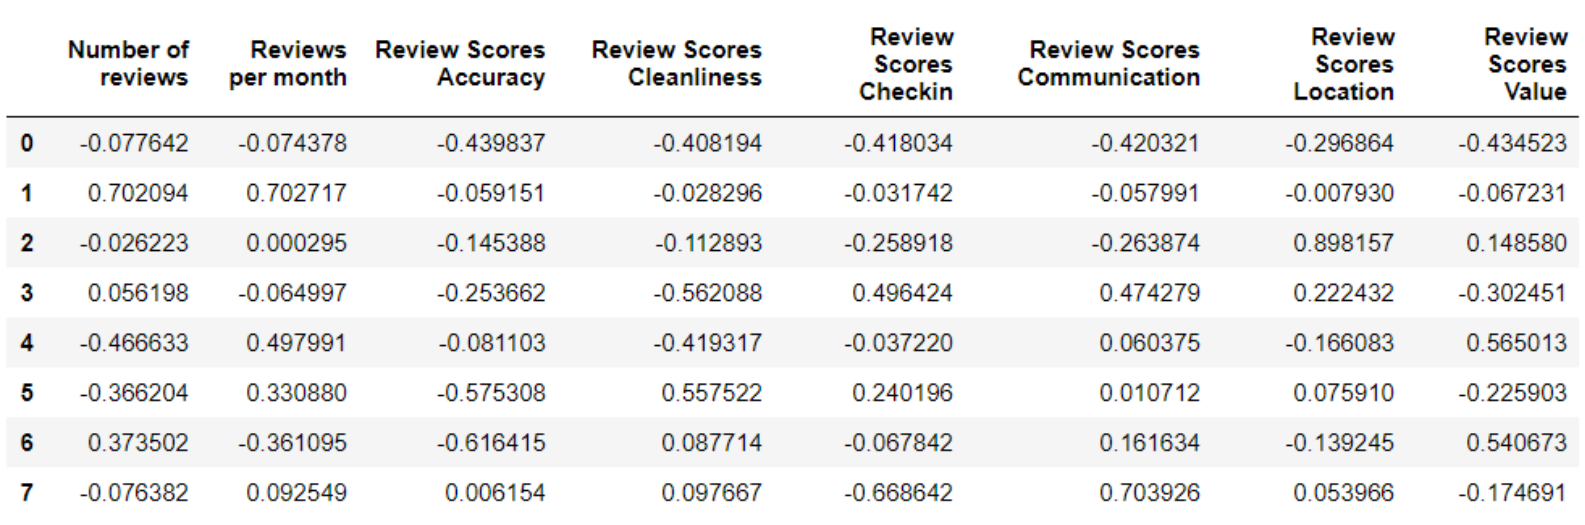 Number of reviews Reviews per month Review Scores Accuracy Review Scores Cleanliness Review Scores Checkin Review Scores Communication Review Scores Location Review Scores Value
0 -0.077642 -0.074378 -0.439837 -0.408194 -0.418034 -0.420321 -0.296864 -0.434523
1 0.702094 0.702717 -0.059151 -0.028296 -0.031742 -0.057991 -0.007930 -0.067231
2 -0.026223 0.000295 -0.145388 -0.112893 -0.258918 -0.263874 0.898157 0.148580
3 0.056198 -0.064997 -0.253662 -0.562088 0.496424 0.474279 0.222432 -0.302451
4 -0.466633 0.497991 -0.081103 -0.419317 -0.037220 0.060375 -0.166083 0.565013
5 -0.366204 0.330880 -0.575308 0.557522 0.240196 0.010712 0.075910 -0.225903
6 0.373502 -0.361095 -0.616415 0.087714 -0.067842 0.161634 -0.139245 0.540673
7 -0.076382 0.092549 0.006154 0.097667 -0.668642 0.703926 0.053966 -0.174691